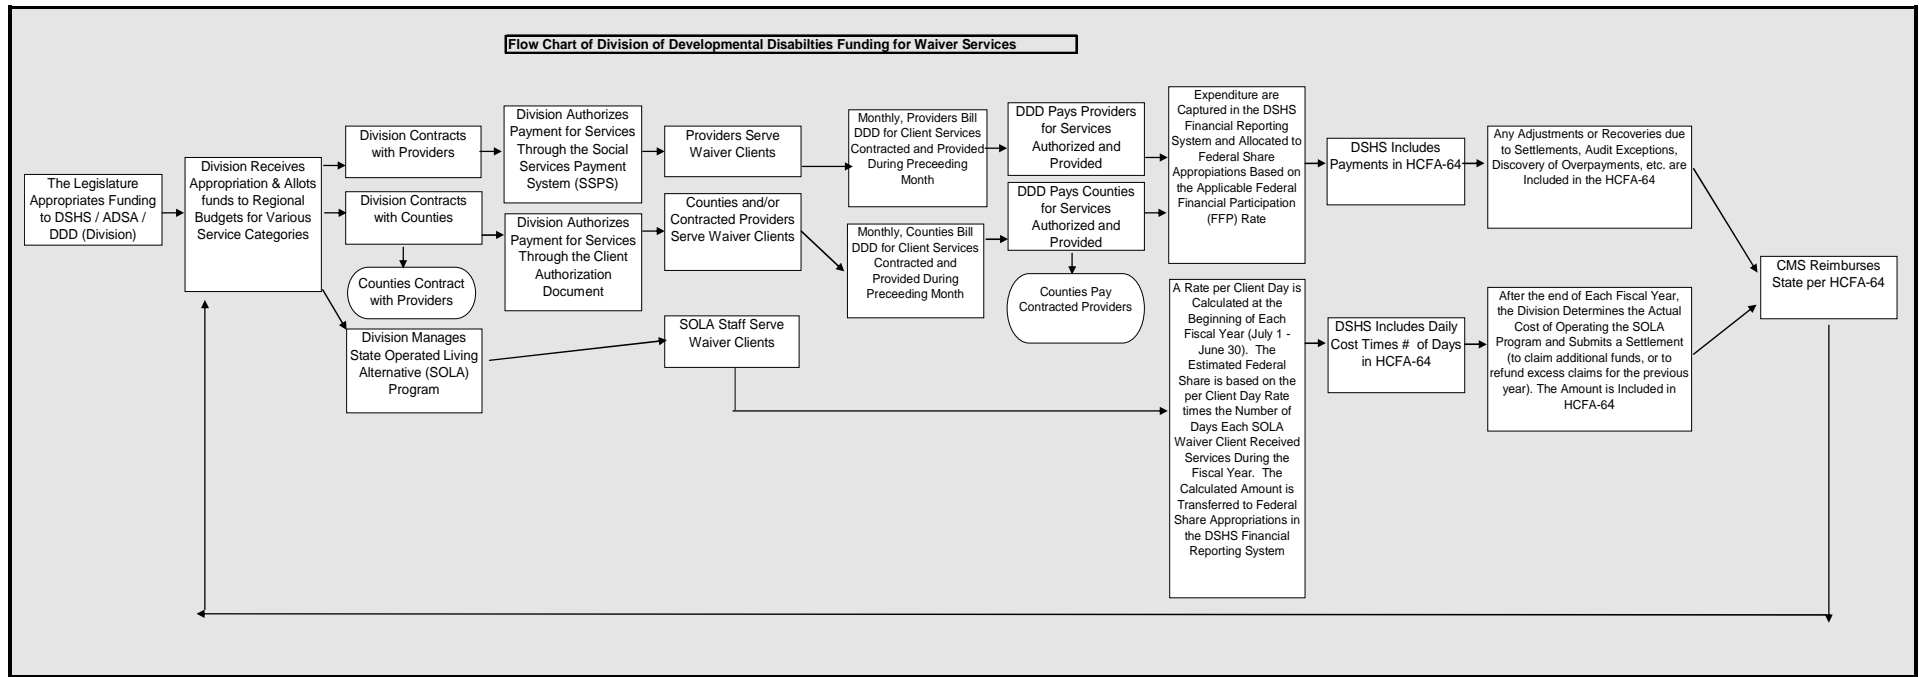 Flow Chart of Division of Developmental Disabilties Funding for Waiver Services
The Legislature
Appropriates Funding
to DSHS / ADSA /
DDD (Division)
Division Receives
Appropriation & Allots
funds to Regional
Budgets for Various
Service Categories
Division Contracts
with Providers
Division Contracts
with Counties
Counties Contract
with Providers
Division Manages
State Operated Living
Alternative (SOLA)
Program
Division Authorizes
Payment for Services
Through the Social
Services Payment
System (SSPS)
Division Authorizes
Payment for Services
Through the Client
Authorization
Document
Providers Serve
Waiver Clients
Counties and/or
Contracted Providers
Serve Waiver Clients
SOLA Staff Serve
Waiver Clients
Monthly, Providers Bill
DDD for Client Services
Contracted and Provided
During Preceeding
Month
Monthly, Counties Bill
DDD for Client Services
Contracted and
Provided During
Preceeding Month
DDD Pays Providers
for Services
Authorized and
Provided
DDD Pays Counties
for Services
Authorized and
Provided
Counties Pay
Contracted Providers
Expenditure are
Captured in the DSHS
Financial Reporting
System and Allocated to
Federal Share
Appropiations Based on
the Applicable Federal
Financial Participation
(FFP) Rate
A Rate per Client Day is
Calculated at the
Beginning of Each
Fiscal Year (July 1 -
June 30).  The
Estimated Federal
Share is based on the
per Client Day Rate
times the Number of
Days Each SOLA
Waiver Client Received
Services During the
Fiscal Year.  The
Calculated Amount is
Transferred to Federal
Share Appropriations in
the DSHS Financial
Reporting System
DSHS Includes
Payments in HCFA-64
DSHS Includes Daily
Cost Times #  of Days
in HCFA-64
Any Adjustments or Recoveries due
to Settlements, Audit Exceptions,
Discovery of Overpayments, etc. are
Included in the HCFA-64
After the end of Each Fiscal Year,
the Division Determines the Actual
Cost of Operating the SOLA
Program and Submits a Settlement
(to claim additional funds, or to
refund excess claims for the previous
year). The Amount is Included in
HCFA-64
CMS Reimburses
State per HCFA-64